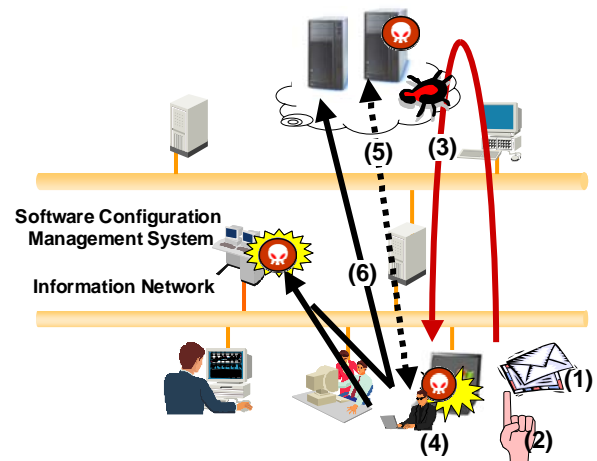 (3)
(5)
Software Configuration
Management System
(6)
Information Network
(1)
(2)
(4)